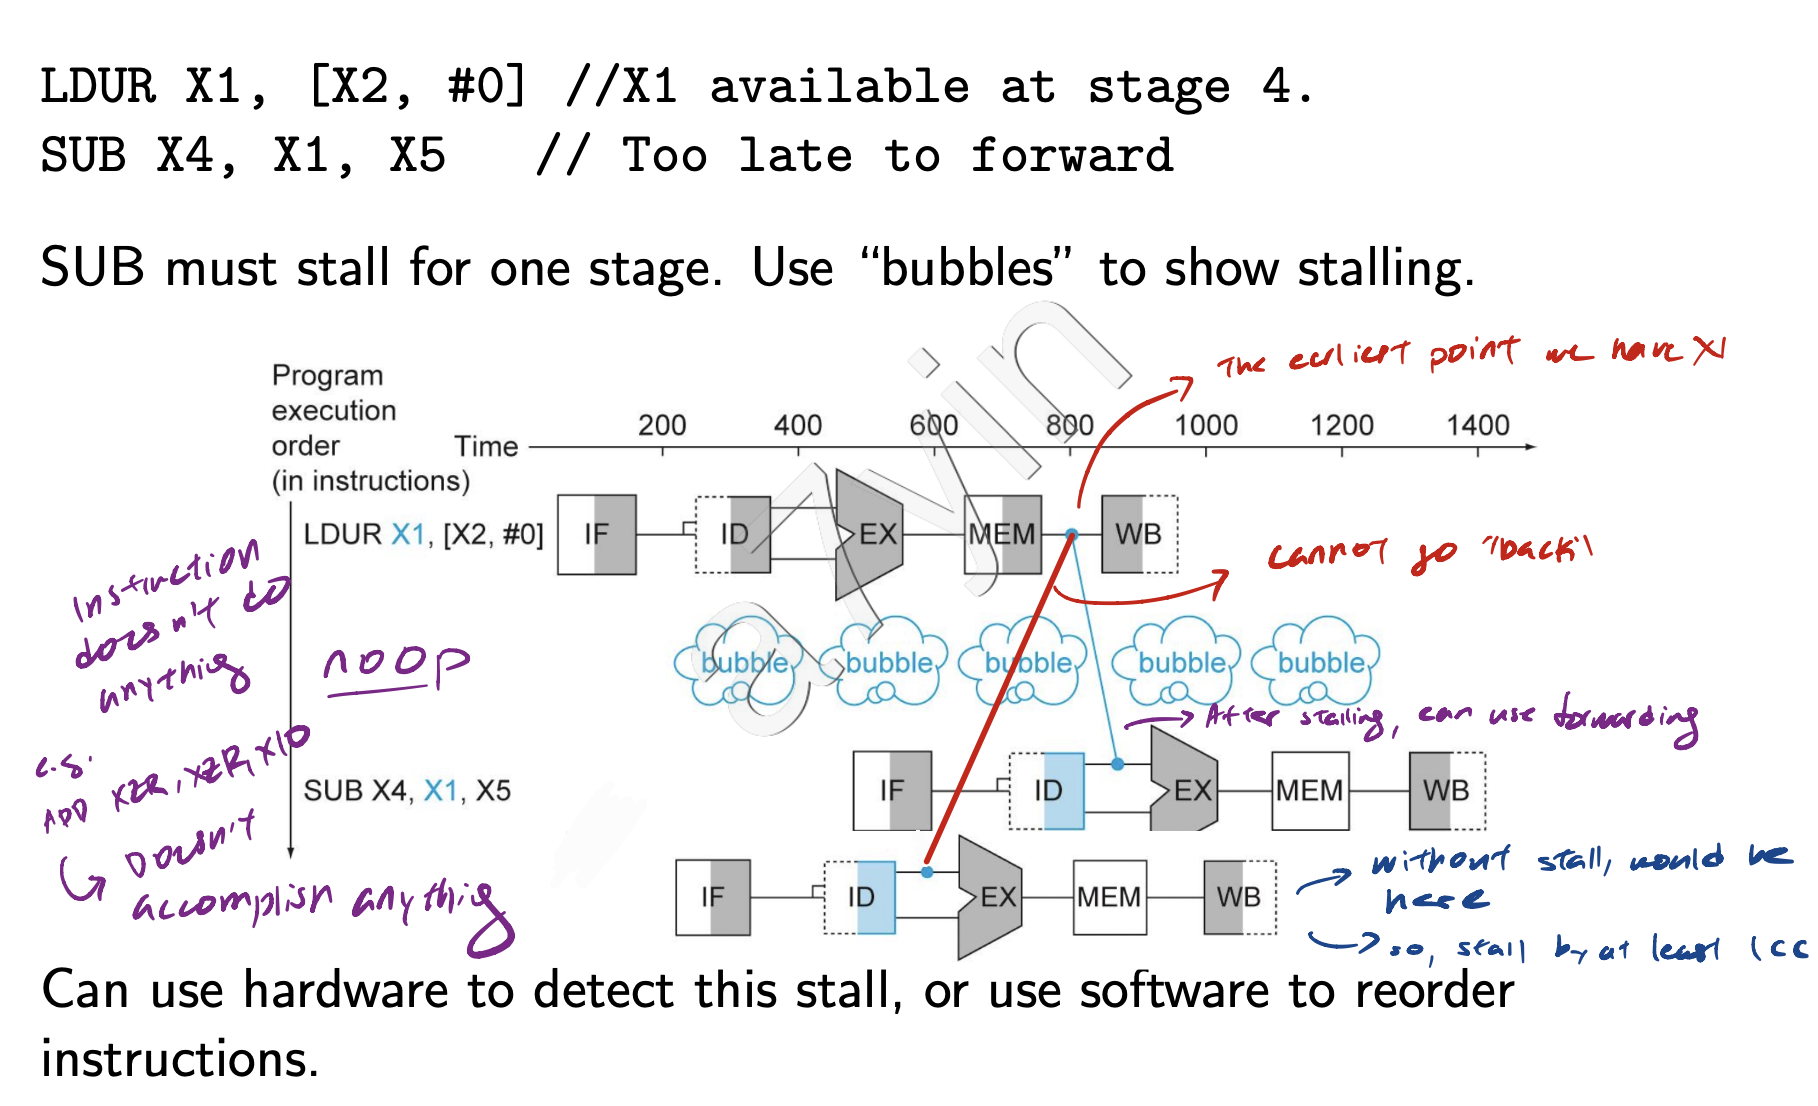 LDUR X1, [X2, #0] //X1 available at stage 4.
SUB X4, X1, X5 // Too late to forward
SUB must stall for one stage. Use “bubbles” to show stalling.
The earliest point we have X1
Program
execution
order
(in instructions)
Time
200 400 600 800 1000 1200 1400
LDUR X1, [X2, #0]
IF ID EX MEM WB
cannot go "back"
Instruction
doesn't do
anything
noop
bubble bubble bubble bubble bubble
After stalling, can use forwarding
e.g.
ADD XZR, XZR, X10
Doesn't
accomplish anything
SUB X4, X1, X5
IF ID EX MEM WB
IF ID EX MEM WB
without stall, would be
here
so, stall by at least 1cc
Can use hardware to detect this stall, or use software to reorder
instructions.